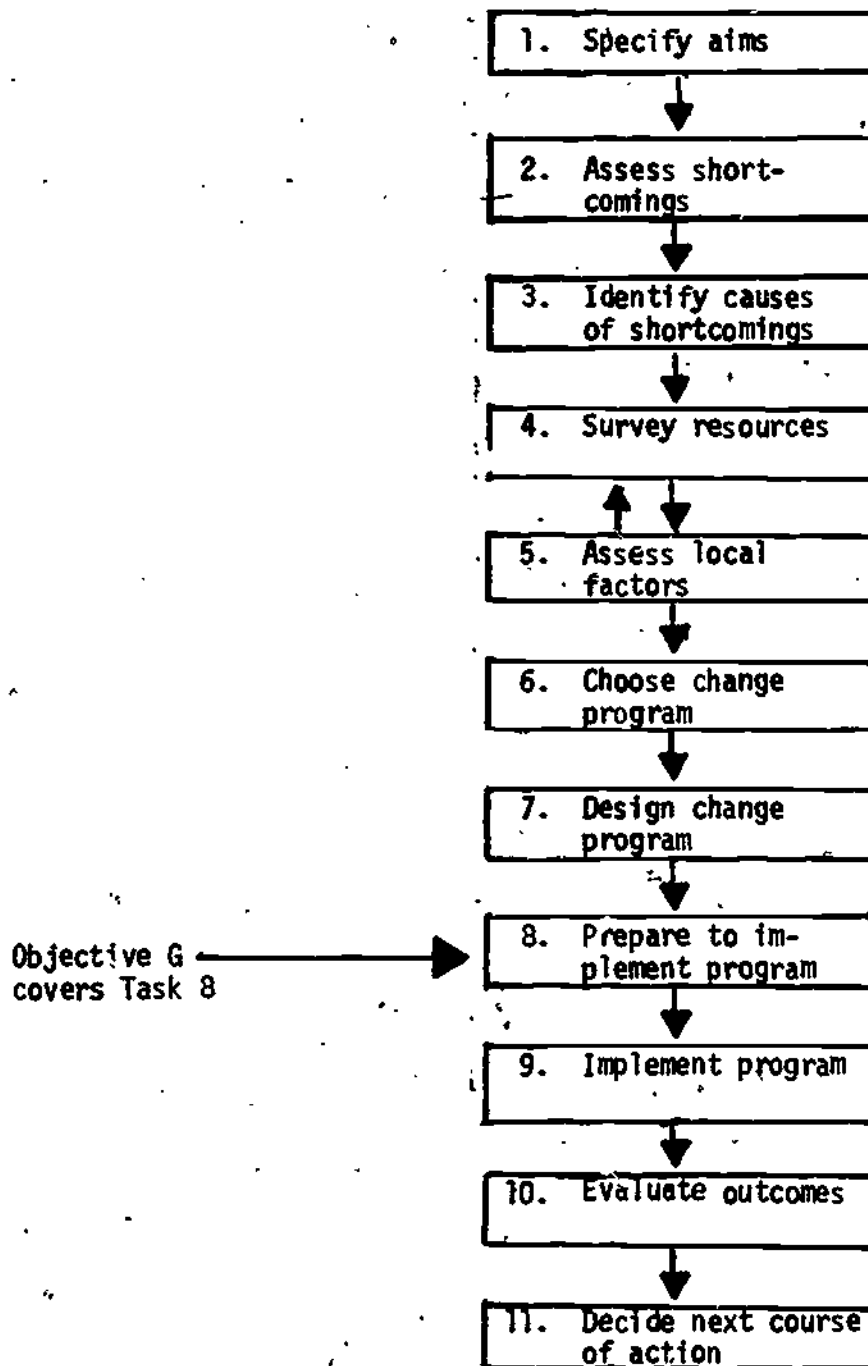 1. Specify aims
2. Assess short-
comings
3. Identify causes
of shortcomings
4. Survey resources
5. Assess local
factors
6. Choose change
program
7. Design change
program
Objective G
covers Task 8
8. Prepare to im-
plement program
9. Implement program
10. Evaluate outcomes
11. Decide next course
of action